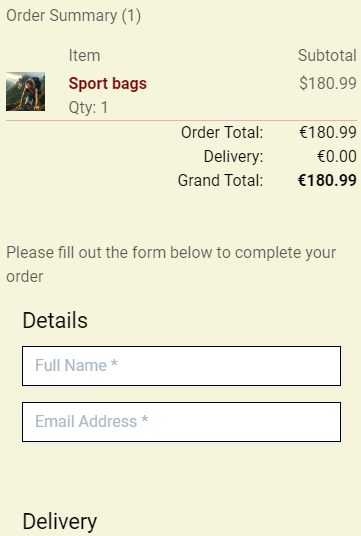 Order Summary (1)
Item Subtotal
Sport bags $180.99
Qty: 1
Order Total: €180.99
Delivery: €0.00
Grand Total: €180.99
Please fill out the form below to complete your
order
Details
Full Name *
Email Address *
Delivery